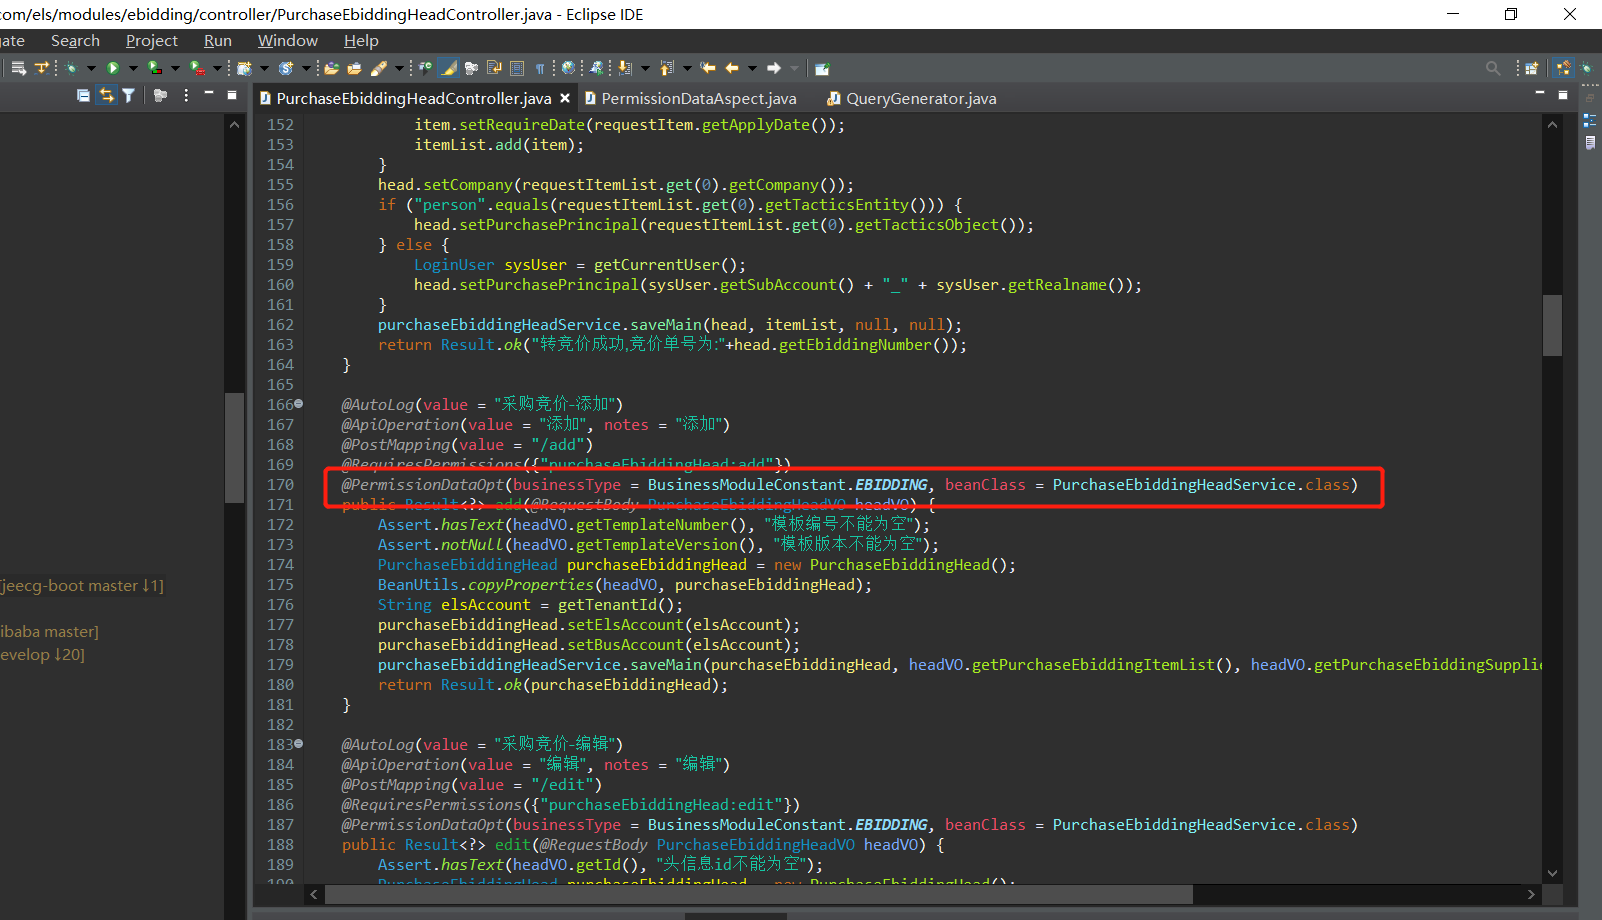 com/els/modules/ebidding/controller/PurchaseEbiddingHeadController.java - Eclipse IDE
gate Search Project Run Window Help
PurchaseEbiddingHeadController.java PermissionDataAspect.java QueryGenerator.java
152 item.setRequireDate(requestItem.getApplyDate());
153 itemList.add(item);
154 }
155 head.setCompany(requestItemList.get(0).getCompany());
156 if ("person".equals(requestItemList.get(0).getTacticsEntity())) {
157 head.setPurchasePrincipal(requestItemList.get(0).getTacticsObject());
158 } else {
159 LoginUser sysUser = getCurrentUser();
160 head.setPurchasePrincipal(sysUser.getSubAccount() + "_" + sysUser.getRealname());
161 }
162 purchaseEbiddingHeadService.saveMain(head, itemList, null, null);
163 return Result.ok("转竞价成功,竞价单号为:"+head.getEbiddingNumber());
164 }
165
166 @AutoLog(value = "采购竞价-添加")
167 @ApiOperation(value = "添加", notes = "添加")
168 @PostMapping(value = "/add")
169 @RequiresPermissions({"purchaseEbiddingHead:add"})
170 @PermissionDataOpt(businessType = BusinessModuleConstant.EBIDDING, beanClass = PurchaseEbiddingHeadService.class)
171 public Result<?> add(@RequestBody PurchaseEbiddingHeadVO headVO) {
172 Assert.hasText(headVO.getTemplateNumber(), "模板编号不能为空");
173 Assert.notNull(headVO.getTemplateVersion(), "模板版本不能为空");
174 PurchaseEbiddingHead purchaseEbiddingHead = new PurchaseEbiddingHead();
175 BeanUtils.copyProperties(headVO, purchaseEbiddingHead);
176 String elsAccount = getTenantId();
177 purchaseEbiddingHead.setElsAccount(elsAccount);
178 purchaseEbiddingHead.setBusAccount(elsAccount);
179 purchaseEbiddingHeadService.saveMain(purchaseEbiddingHead, headVO.getPurchaseEbiddingItemList(), headVO.getPurchaseEbiddingSupplie
180 return Result.ok(purchaseEbiddingHead);
181 }
182
183 @AutoLog(value = "采购竞价-编辑")
184 @ApiOperation(value = "编辑", notes = "编辑")
185 @PostMapping(value = "/edit")
186 @RequiresPermissions({"purchaseEbiddingHead:edit"})
187 @PermissionDataOpt(businessType = BusinessModuleConstant.EBIDDING, beanClass = PurchaseEbiddingHeadService.class)
188 public Result<?> edit(@RequestBody PurchaseEbiddingHeadVO headVO) {
189 Assert.hasText(headVO.getId(), "头信息id不能为空");
190 PurchaseEbiddingHead purchaseEbiddingHead = new PurchaseEbiddingHead();
[jeecg-boot master ↓1]
ibaba master]
evelop ↓20]